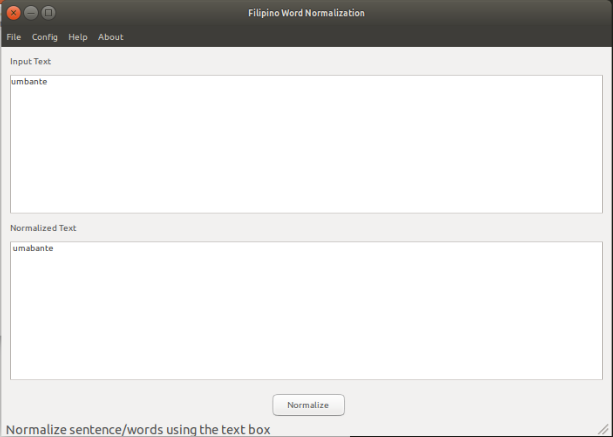 Filipino Word Normalization
File Config Help About
Input Text
umbante
Normalized Text
umabante
Normalize
Normalize sentence/words using the text box